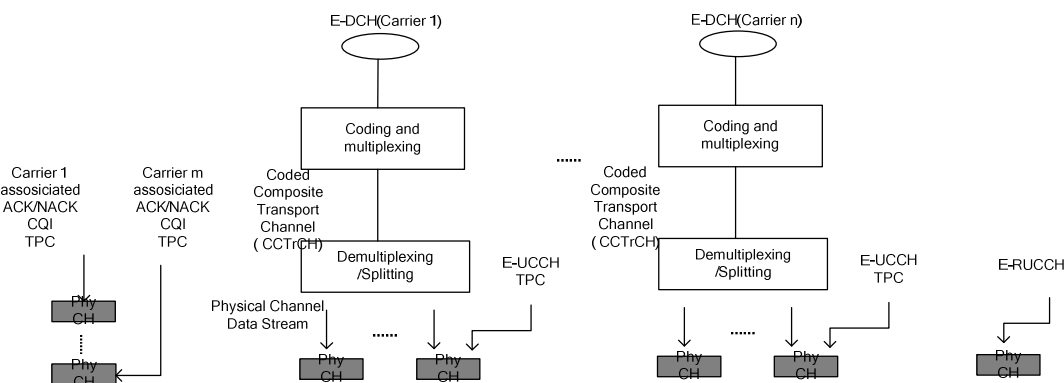 E-DCH(Carrier 1)
E-DCH(Carrier n)
Coding and
multiplexing
Coding and
multiplexing
......
Carrier 1
assosiciated
ACK/NACK
CQI
TPC
Carrier m
assosiciated
ACK/NACK
CQI
TPC
Coded
Composite
Transport
Channel
( CCTrCH)
Coded
Composite
Transport
Channel
( CCTrCH)
Demultiplexing
/Splitting
Demultiplexing
/Splitting
E-UCCH
TPC
E-UCCH
TPC
E-RUCCH
Physical Channel
Data Stream
......
......
Phy
CH
......
Phy
CH
Phy
CH
Phy
CH
Phy
CH
Phy
CH
Phy
CH